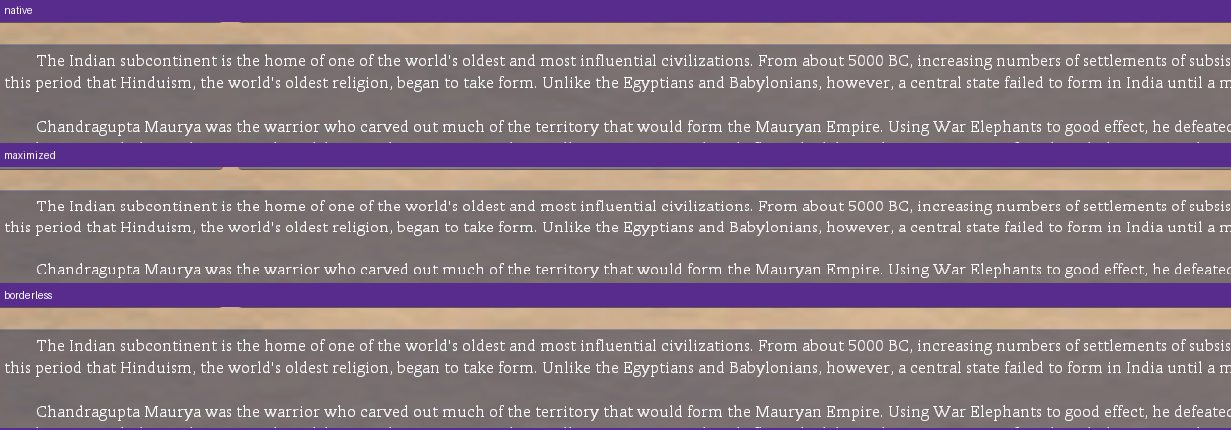 native
The Indian subcontinent is the home of one of the world's oldest and most influential civilizations. From about 5000 BC, increasing numbers of settlements of
this period that Hinduism, the world's oldest religion, began to take form. Unlike the Egyptians and Babylonians, however, a central state failed to form in India until a
Chandragupta Maurya was the warrior who carved out much of the territory that would form the Mauryan Empire. Using War Elephants to good effect, he defeated
maximized
The Indian subcontinent is the home of one of the world's oldest and most influential civilizations. From about 5000 BC, increasing numbers of settlements of
this period that Hinduism, the world's oldest religion, began to take form. Unlike the Egyptians and Babylonians, however, a central state failed to form in India until a
Chandragupta Maurya was the warrior who carved out much of the territory that would form the Mauryan Empire. Using War Elephants to good effect, he defeated
borderless
The Indian subcontinent is the home of one of the world's oldest and most influential civilizations. From about 5000 BC, increasing numbers of settlements of
this period that Hinduism, the world's oldest religion, began to take form. Unlike the Egyptians and Babylonians, however, a central state failed to form in India until a
Chandragupta Maurya was the warrior who carved out much of the territory that would form the Mauryan Empire. Using War Elephants to good effect, he defeated